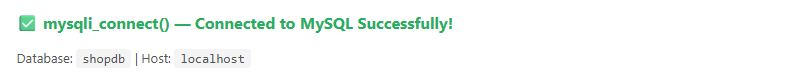 ✅ mysqli_connect() — Connected to MySQL Successfully!
Database: shopdb | Host: localhost